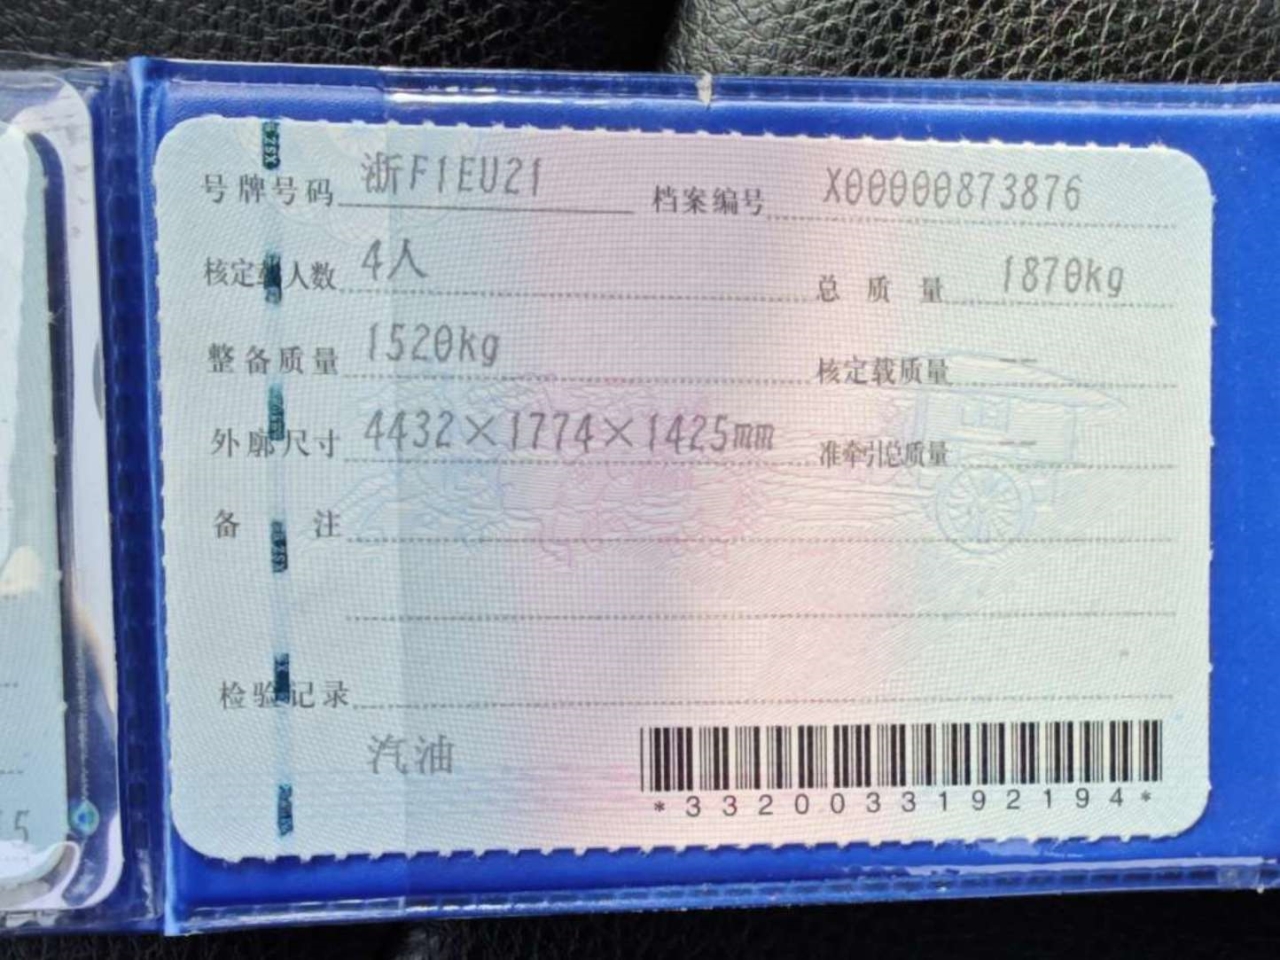 号牌号码 浙F1EU21 档案编号 X00000873876
核定载人数 4人 总质量 1870kg
整备质量 1520kg 核定载质量 --
外廓尺寸 4432×1774×1425mm 准牵引总质量 --
备注
检验记录
汽油
*3320033192194*
5